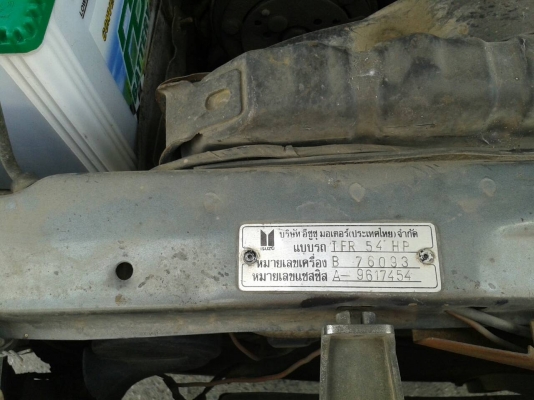 ISUZU
บริษัท อีซูซุ มอเตอร์(ประเทศไทย) จำกัด
แบบรถ TFR 54 HP
หมายเลขเครื่อง B 76093
หมายเลขแชสซิส A-9617454